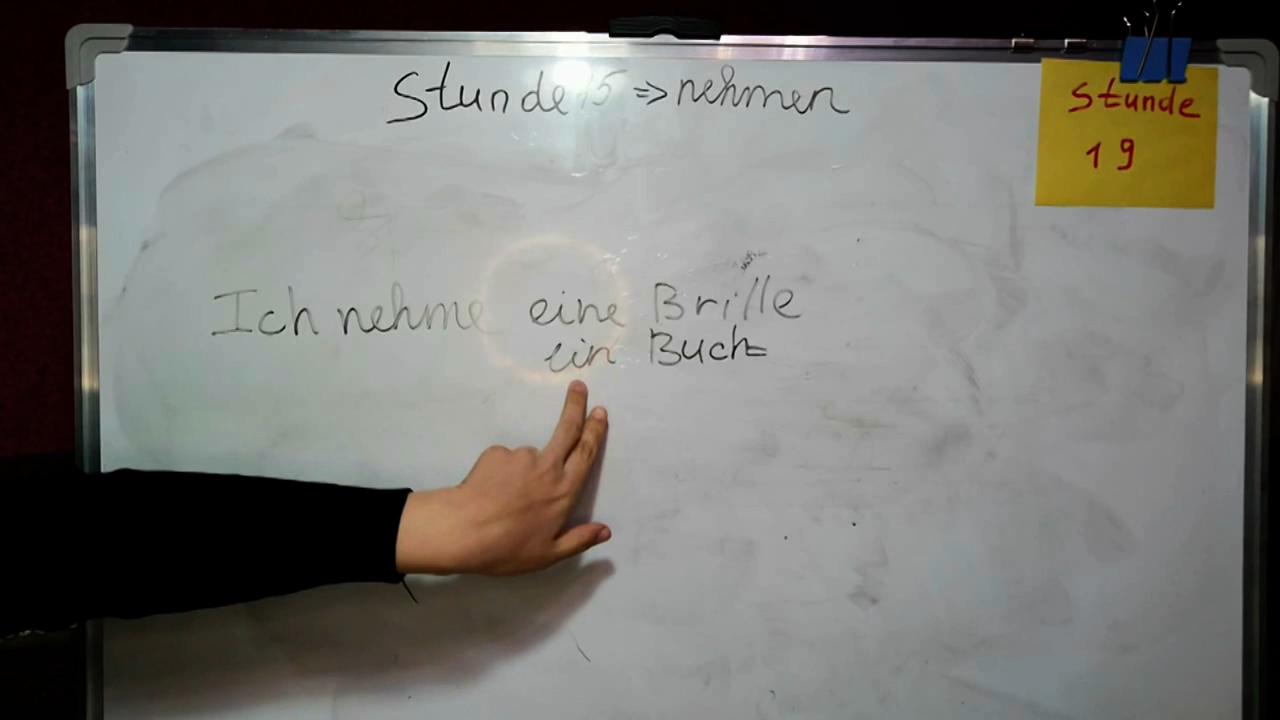 Stunde 15 => nehmen
Stunde
19
Ich nehme eine Brille
ein Buch